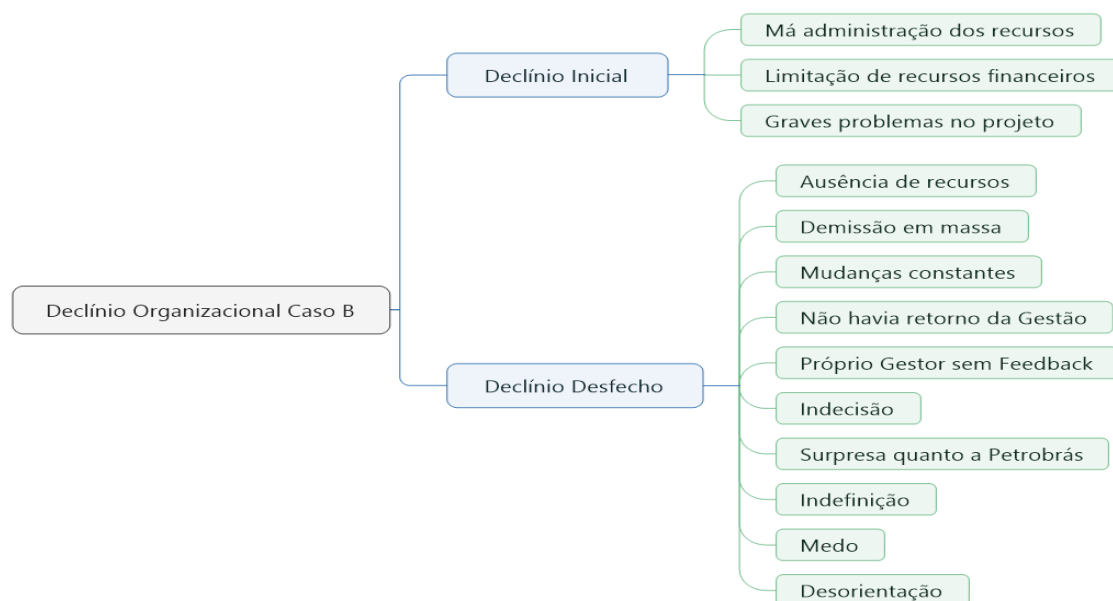 Declínio Organizacional Caso B
Declínio Inicial
Má administração dos recursos
Limitação de recursos financeiros
Graves problemas no projeto
Declínio Desfecho
Ausência de recursos
Demissão em massa
Mudanças constantes
Não havia retorno da Gestão
Próprio Gestor sem Feedback
Indecisão
Surpresa quanto a Petrobrás
Indefinição
Medo
Desorientação